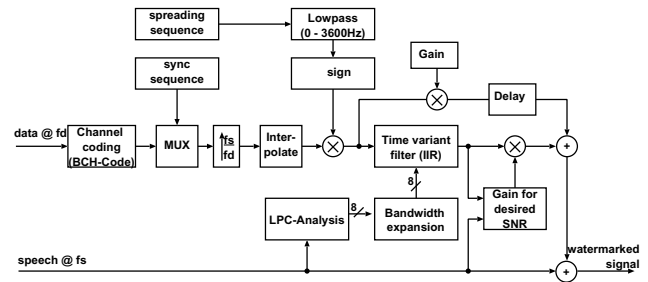 spreading
sequence
Lowpass
(0 - 3600Hz)
sync
sequence
sign
Gain
Delay
data @ fd
Channel
coding
(BCH-Code)
MUX
fs
fd
Inter-
polate
Time variant
filter (IIR)
8
8
LPC-Analysis
Bandwidth
expansion
Gain for
desired
SNR
watermarked
signal
speech @ fs